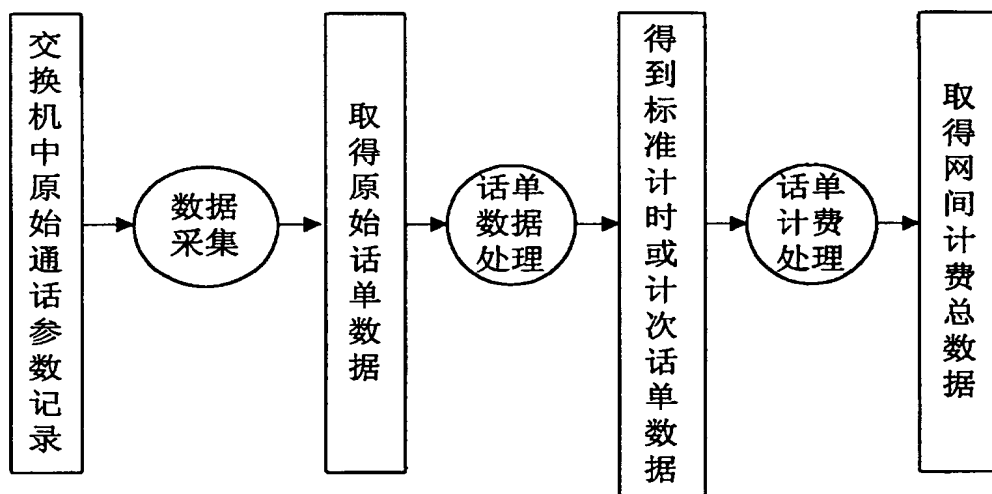 交换机中原始通话参数记录
数据
采集
取得原始话单数据
话单
数据
处理
得到标准计时或计次话单数据
话单
计费
处理
取得网间计费总数据